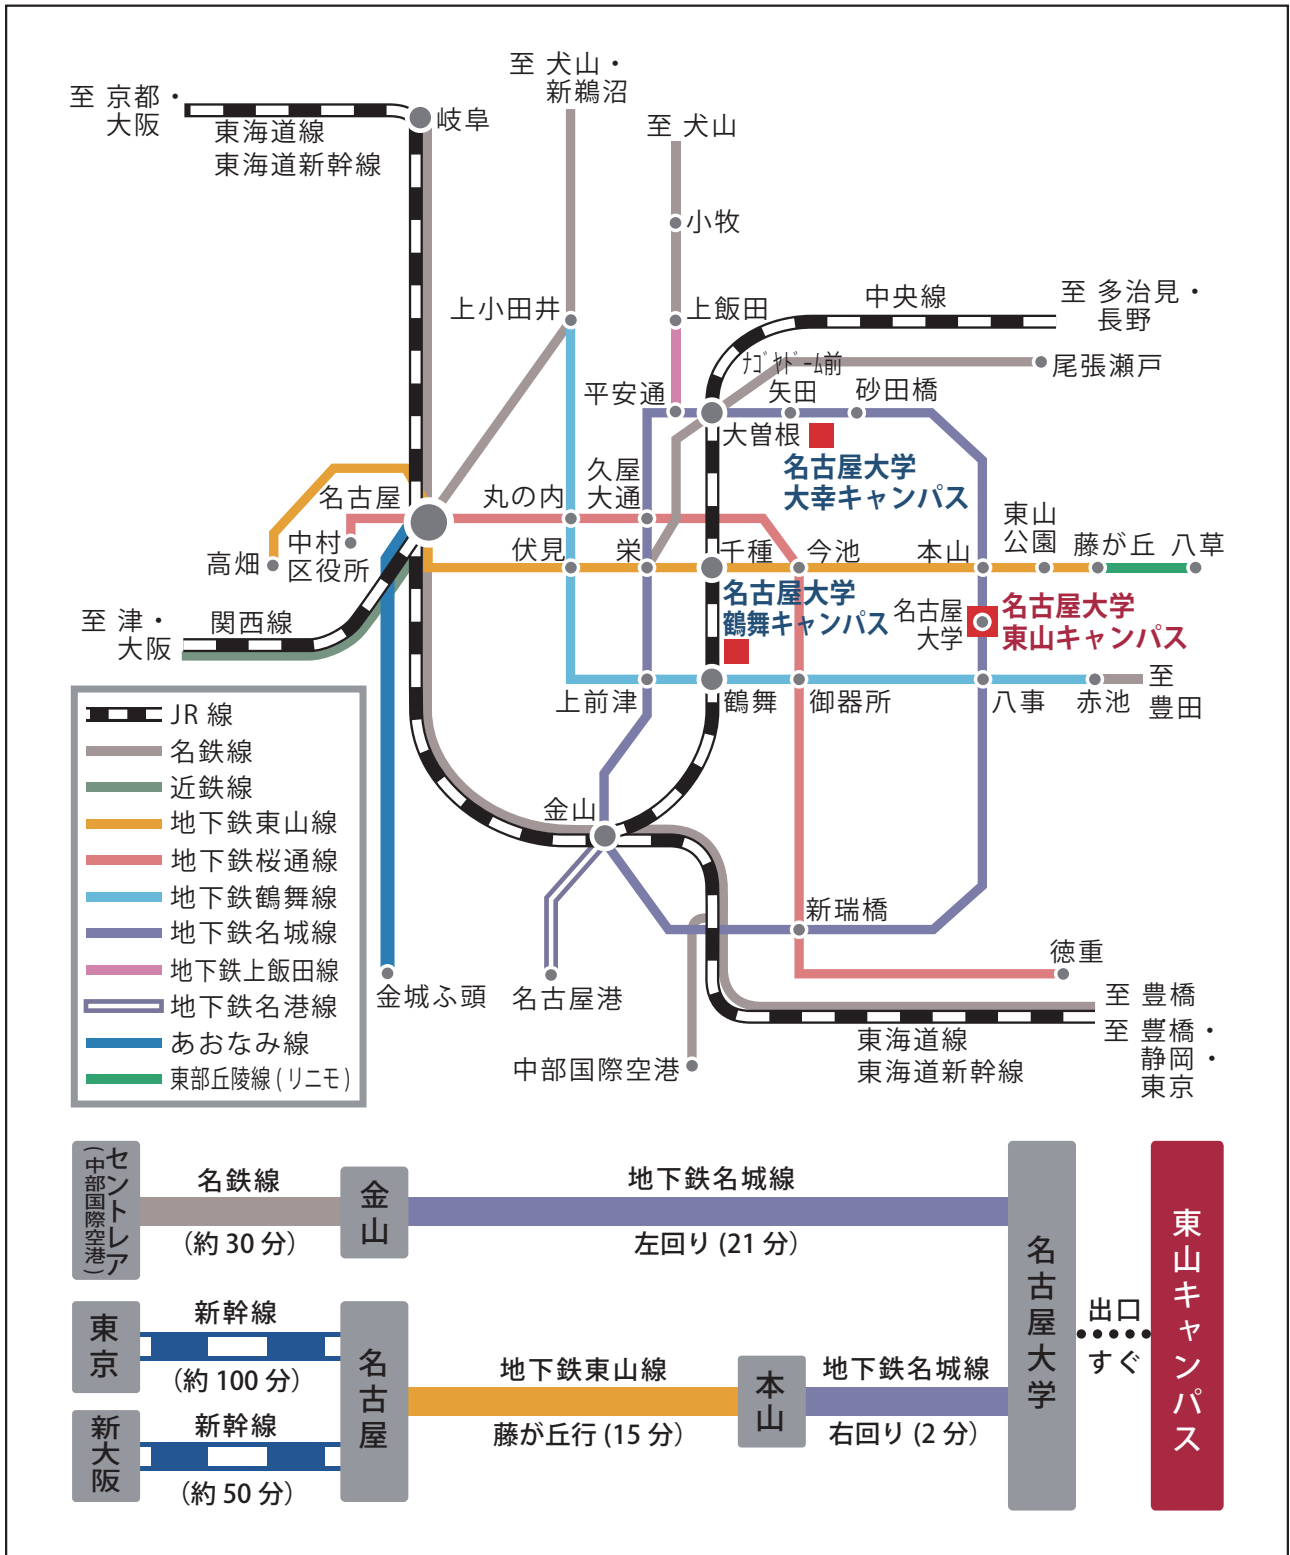 至 京都・
大阪
東海道線
東海道新幹線
岐阜
至 犬山・
新鵜沼
至 犬山
小牧
上小田井
上飯田
中央線
至 多治見・
長野
尾張瀬戸
ナゴヤドーム前
矢田
砂田橋
平安通
大曽根
名古屋大学
大幸キャンパス
名古屋
丸の内
久屋
大通
高畑
中村
区役所
伏見
栄
千種
今池
本山
東山
公園
藤が丘
八草
名古屋大学
鶴舞キャンパス
名古屋
大学
名古屋大学
東山キャンパス
至 津・
大阪
関西線
上前津
鶴舞
御器所
八事
赤池
至
豊田
金山
新瑞橋
徳重
金城ふ頭
名古屋港
中部国際空港
東海道線
東海道新幹線
至 豊橋
至 豊橋・
静岡・
東京
JR 線
名鉄線
近鉄線
地下鉄東山線
地下鉄桜通線
地下鉄鶴舞線
地下鉄名城線
地下鉄上飯田線
地下鉄名港線
あおなみ線
東部丘陵線(リニモ)
セントレア
(中部国際空港)
名鉄線
(約 30 分)
金山
地下鉄名城線
左回り (21 分)
東京
新幹線
(約 100 分)
新大阪
新幹線
(約 50 分)
名古屋
地下鉄東山線
藤が丘行 (15 分)
本山
地下鉄名城線
右回り (2 分)
名古屋大学
出口
すぐ
東山キャンパス